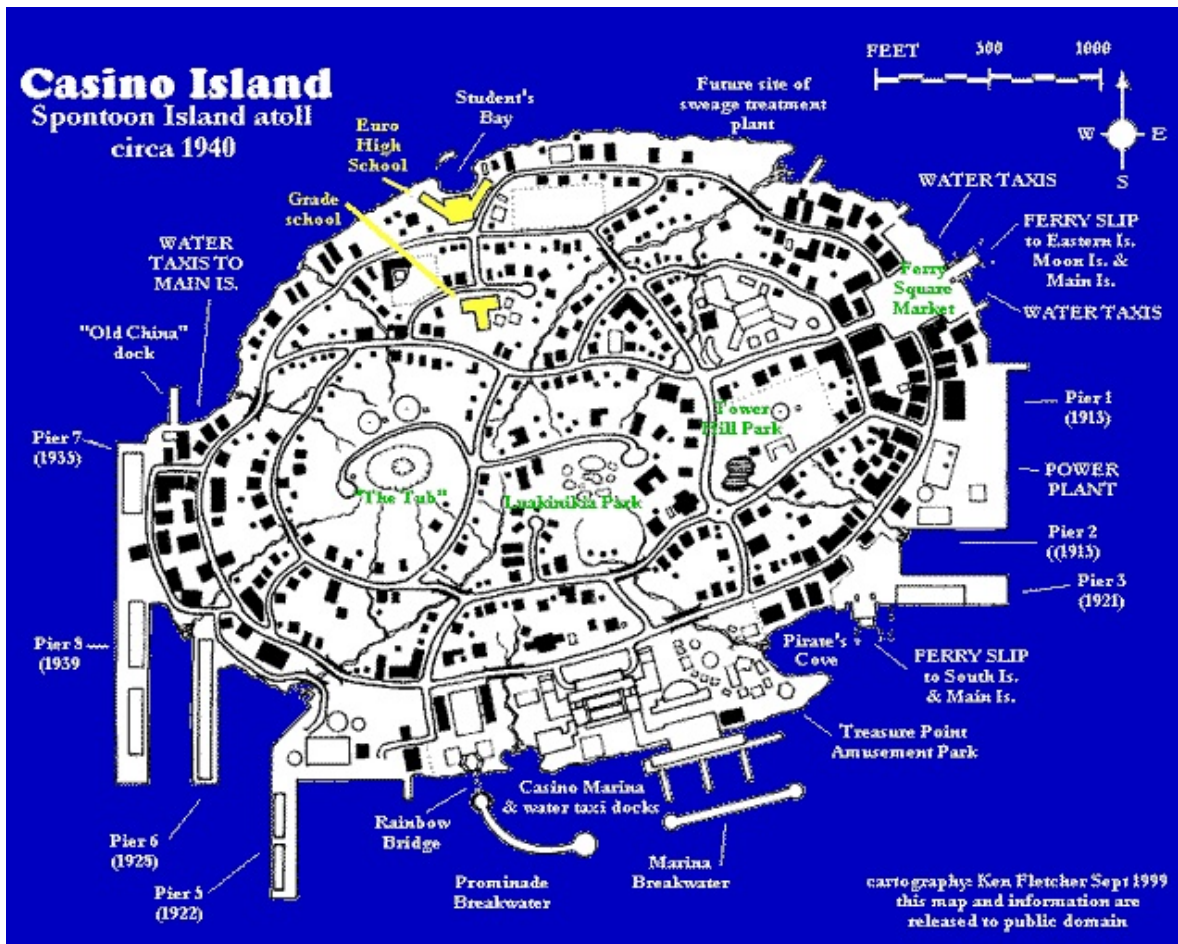 Casino Island
Spontoon Island atoll
circa 1940
FEET 500 1000
W E
S
Student's
Bay
Future site of
sweage treatment
plant
Euro
High
School
Grade
school
WATER TAXIS
FERRY SLIP
to Eastern Is.
Moon Is. &
Main Is.
WATER TAXIS
Ferry
Square
Market
WATER
TAXIS TO
MAIN IS.
"Old China"
dock
Pier 7
(1935)
Pier 1
(1913)
Tower
Hill Park
POWER
PLANT
"The Tub"
Luakinikia Park
Pier 2
((1913)
Pier 3
(1921)
Pier 8
(1939
Pirate's
Cove
FERRY SLIP
to South Is.
& Main Is.
Treasure Point
Amusement Park
Casino Marina
& water taxi docks
Rainbow
Bridge
Pier 6
(1928)
Pier 5
(1922)
Prominade
Breakwater
Marina
Breakwater
cartography: Ken Fletcher Sept 1999
this map and information are
released to public domain